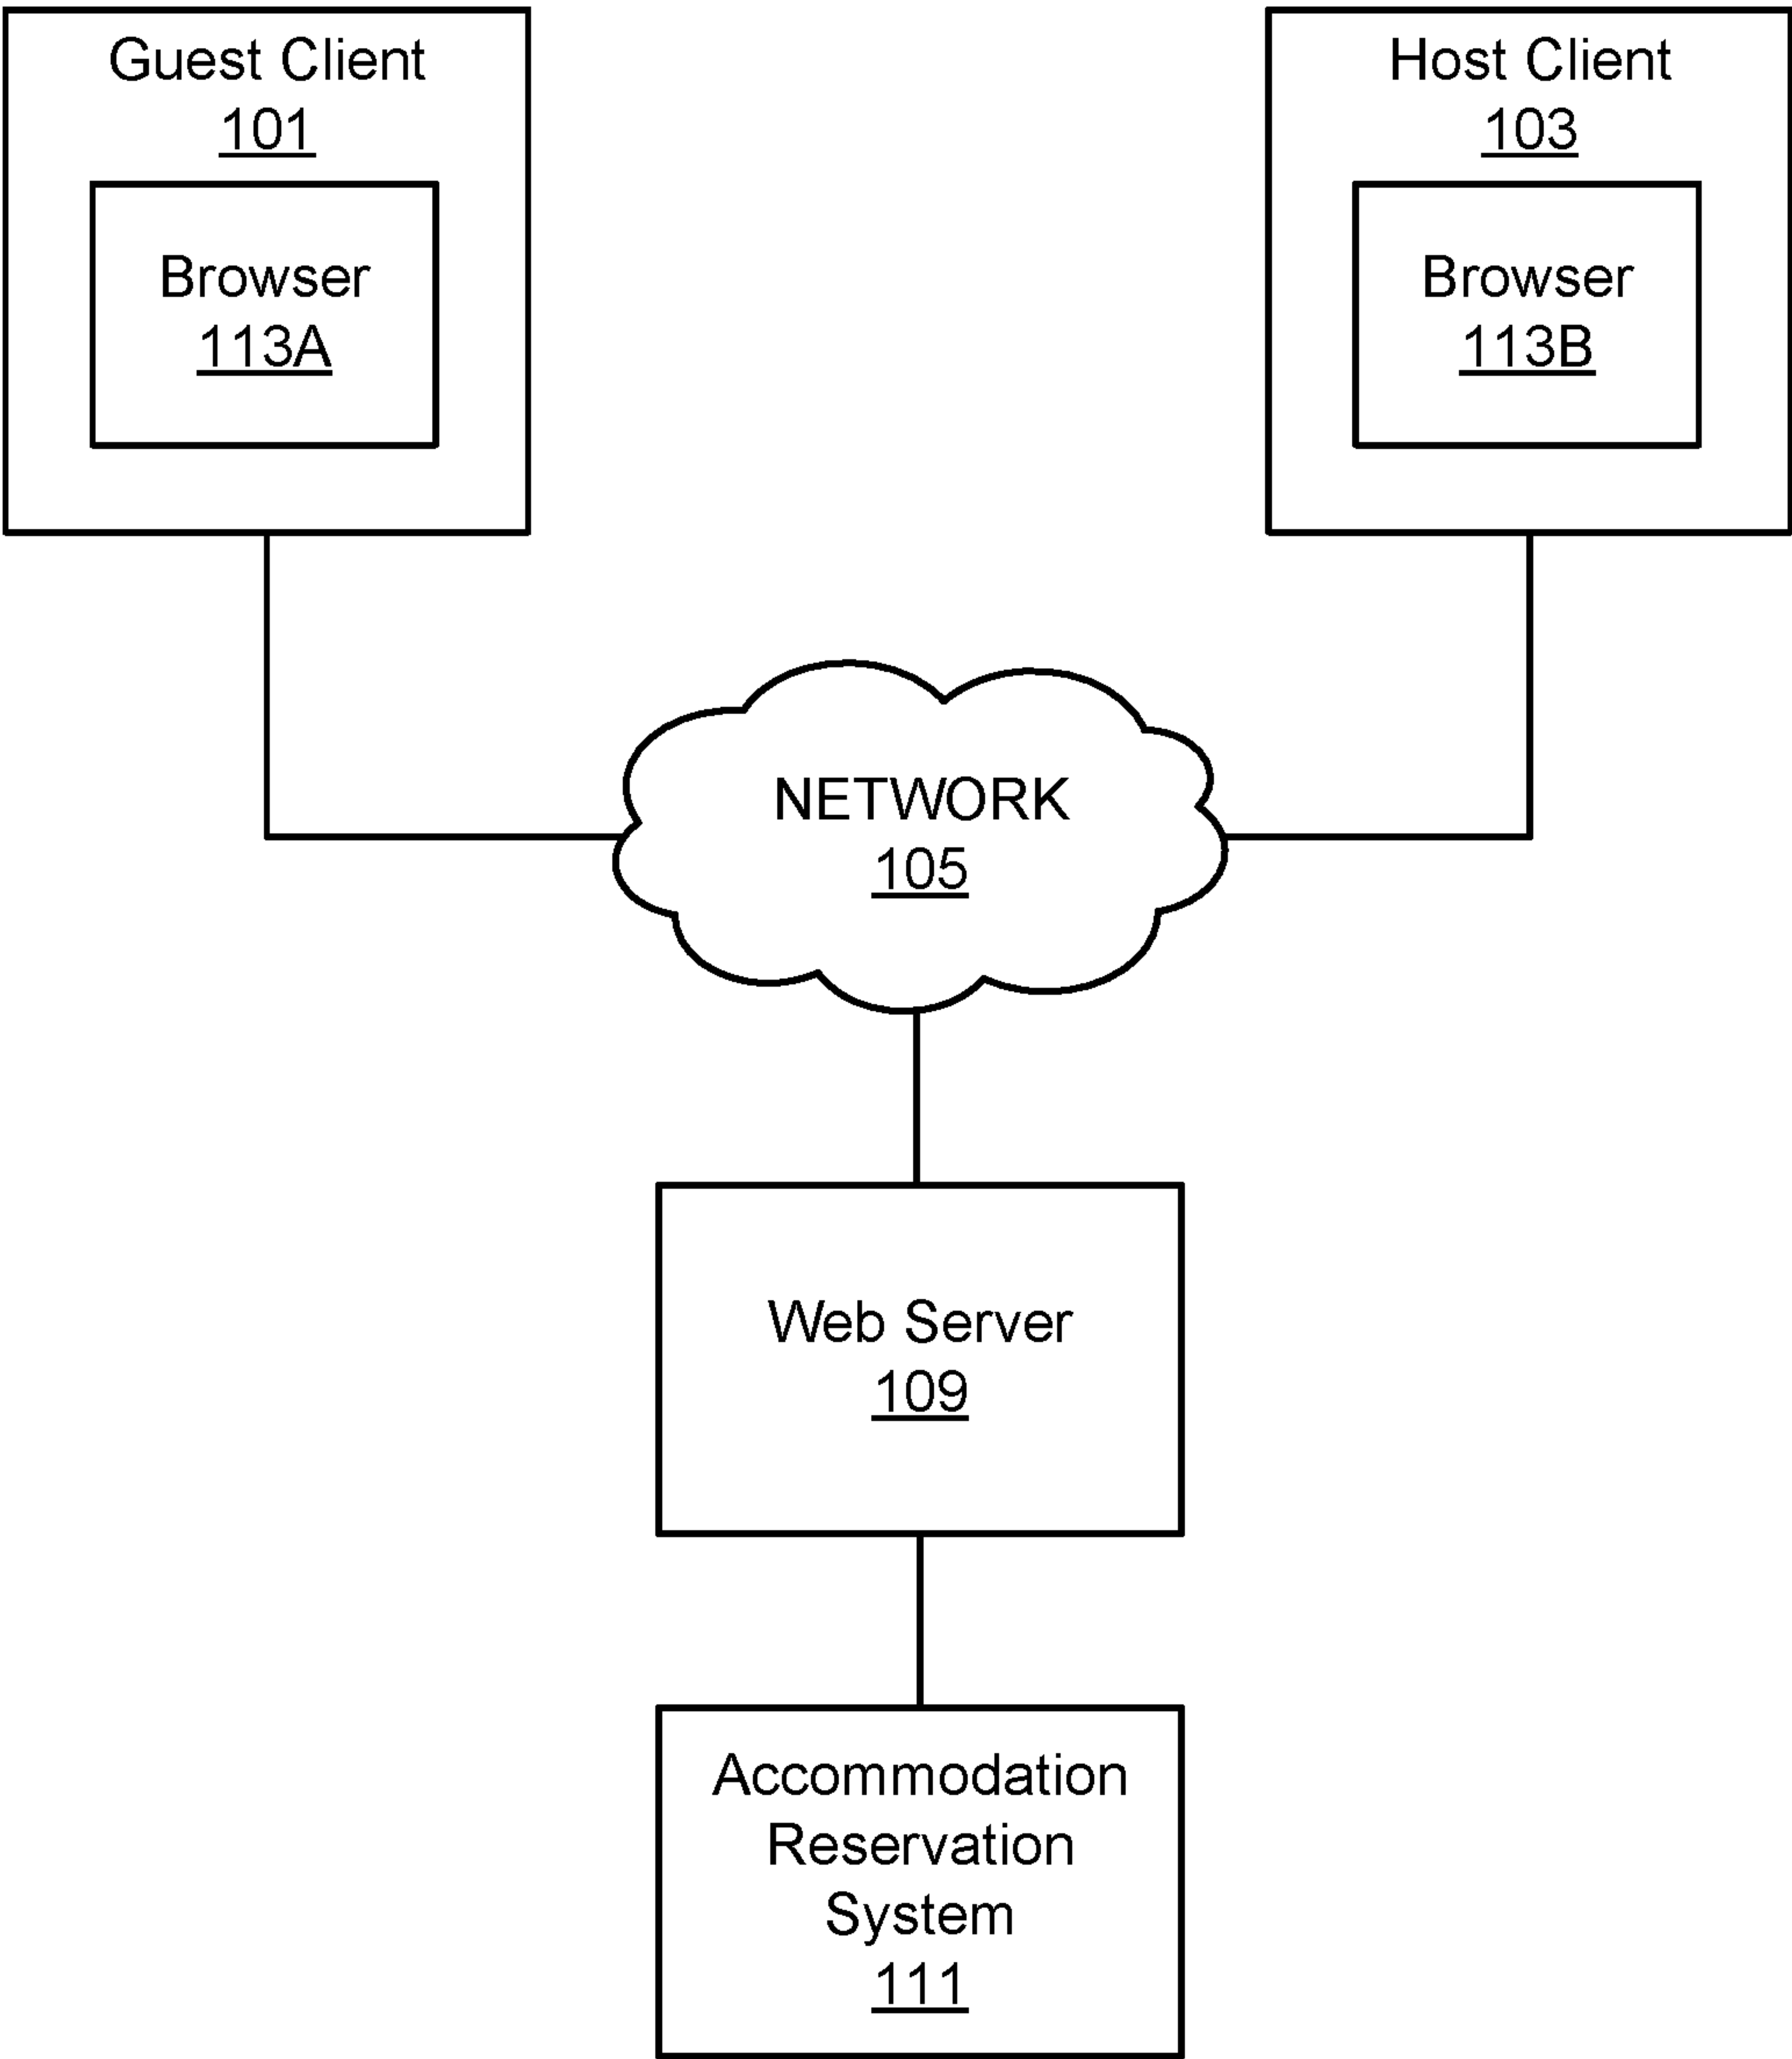 Guest Client
101
Browser
113A
Host Client
103
Browser
113B
NETWORK
105
Web Server
109
Accommodation
Reservation
System
111